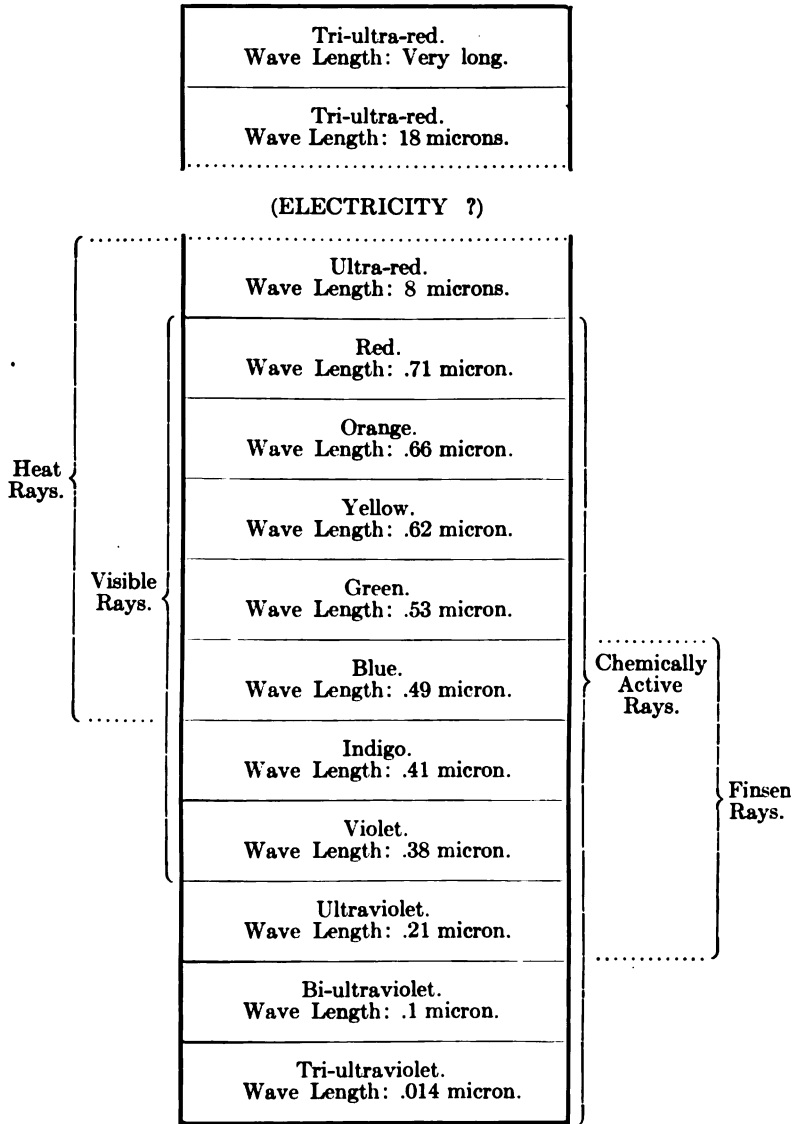 Tri-ultra-red.
Wave Length: Very long.
Tri-ultra-red.
Wave Length: 18 microns.
(ELECTRICITY ?)
Ultra-red.
Wave Length: 8 microns.
Red.
Wave Length: .71 micron.
Orange.
Wave Length: .66 micron.
Heat
Rays.
Yellow.
Wave Length: .62 micron.
Visible
Rays.
Green.
Wave Length: .53 micron.
Blue.
Wave Length: .49 micron.
Chemically
Active
Rays.
Indigo.
Wave Length: .41 micron.
Finsen
Rays.
Violet.
Wave Length: .38 micron.
Ultraviolet.
Wave Length: .21 micron.
Bi-ultraviolet.
Wave Length: .1 micron.
Tri-ultraviolet.
Wave Length: .014 micron.